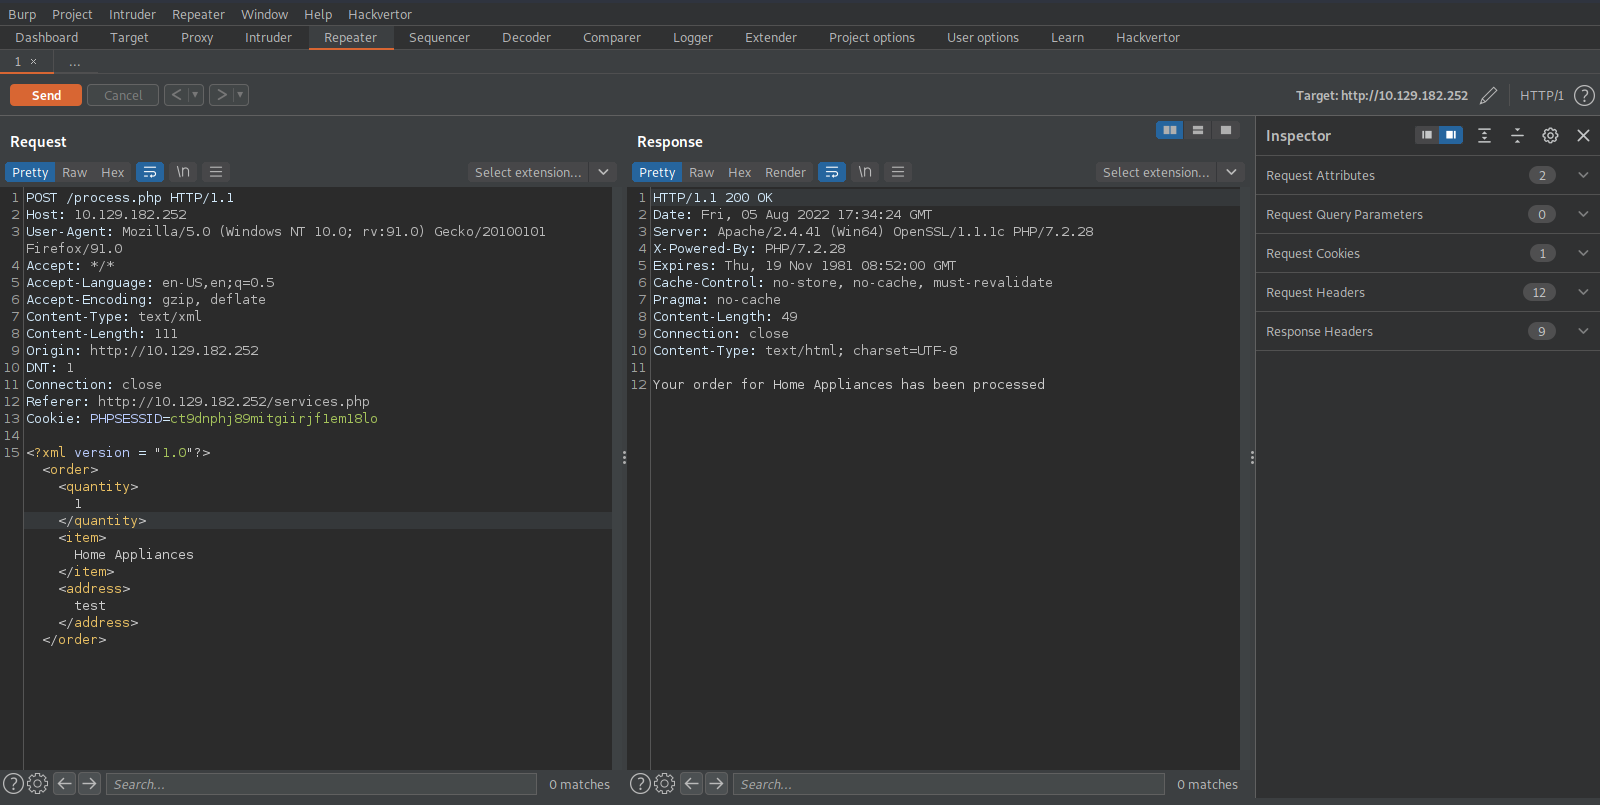 Burp Project Intruder Repeater Window Help Hackvertor
Dashboard Target Proxy Intruder Repeater Sequencer Decoder Comparer Logger Extender Project options User options Learn Hackvertor
1 × ...
Send Cancel < > Target: http://10.129.182.252 HTTP/1 ?
Request
Pretty Raw Hex \n Select extension...
1 POST /process.php HTTP/1.1
2 Host: 10.129.182.252
3 User-Agent: Mozilla/5.0 (Windows NT 10.0; rv:91.0) Gecko/20100101
Firefox/91.0
4 Accept: */*
5 Accept-Language: en-US,en;q=0.5
6 Accept-Encoding: gzip, deflate
7 Content-Type: text/xml
8 Content-Length: 111
9 Origin: http://10.129.182.252
10 DNT: 1
11 Connection: close
12 Referer: http://10.129.182.252/services.php
13 Cookie: PHPSESSID=ct9dnphj89mitgiirjf1em18lo
14
15 <?xml version = "1.0"?>
<order>
<quantity>
1
</quantity>
<item>
Home Appliances
</item>
<address>
test
</address>
</order>
? Search... 0 matches
Response
Pretty Raw Hex Render \n Select extension...
1 HTTP/1.1 200 OK
2 Date: Fri, 05 Aug 2022 17:34:24 GMT
3 Server: Apache/2.4.41 (Win64) OpenSSL/1.1.1c PHP/7.2.28
4 X-Powered-By: PHP/7.2.28
5 Expires: Thu, 19 Nov 1981 08:52:00 GMT
6 Cache-Control: no-store, no-cache, must-revalidate
7 Pragma: no-cache
8 Content-Length: 49
9 Connection: close
10 Content-Type: text/html; charset=UTF-8
11
12 Your order for Home Appliances has been processed
? Search... 0 matches
Inspector
Request Attributes 2
Request Query Parameters 0
Request Cookies 1
Request Headers 12
Response Headers 9